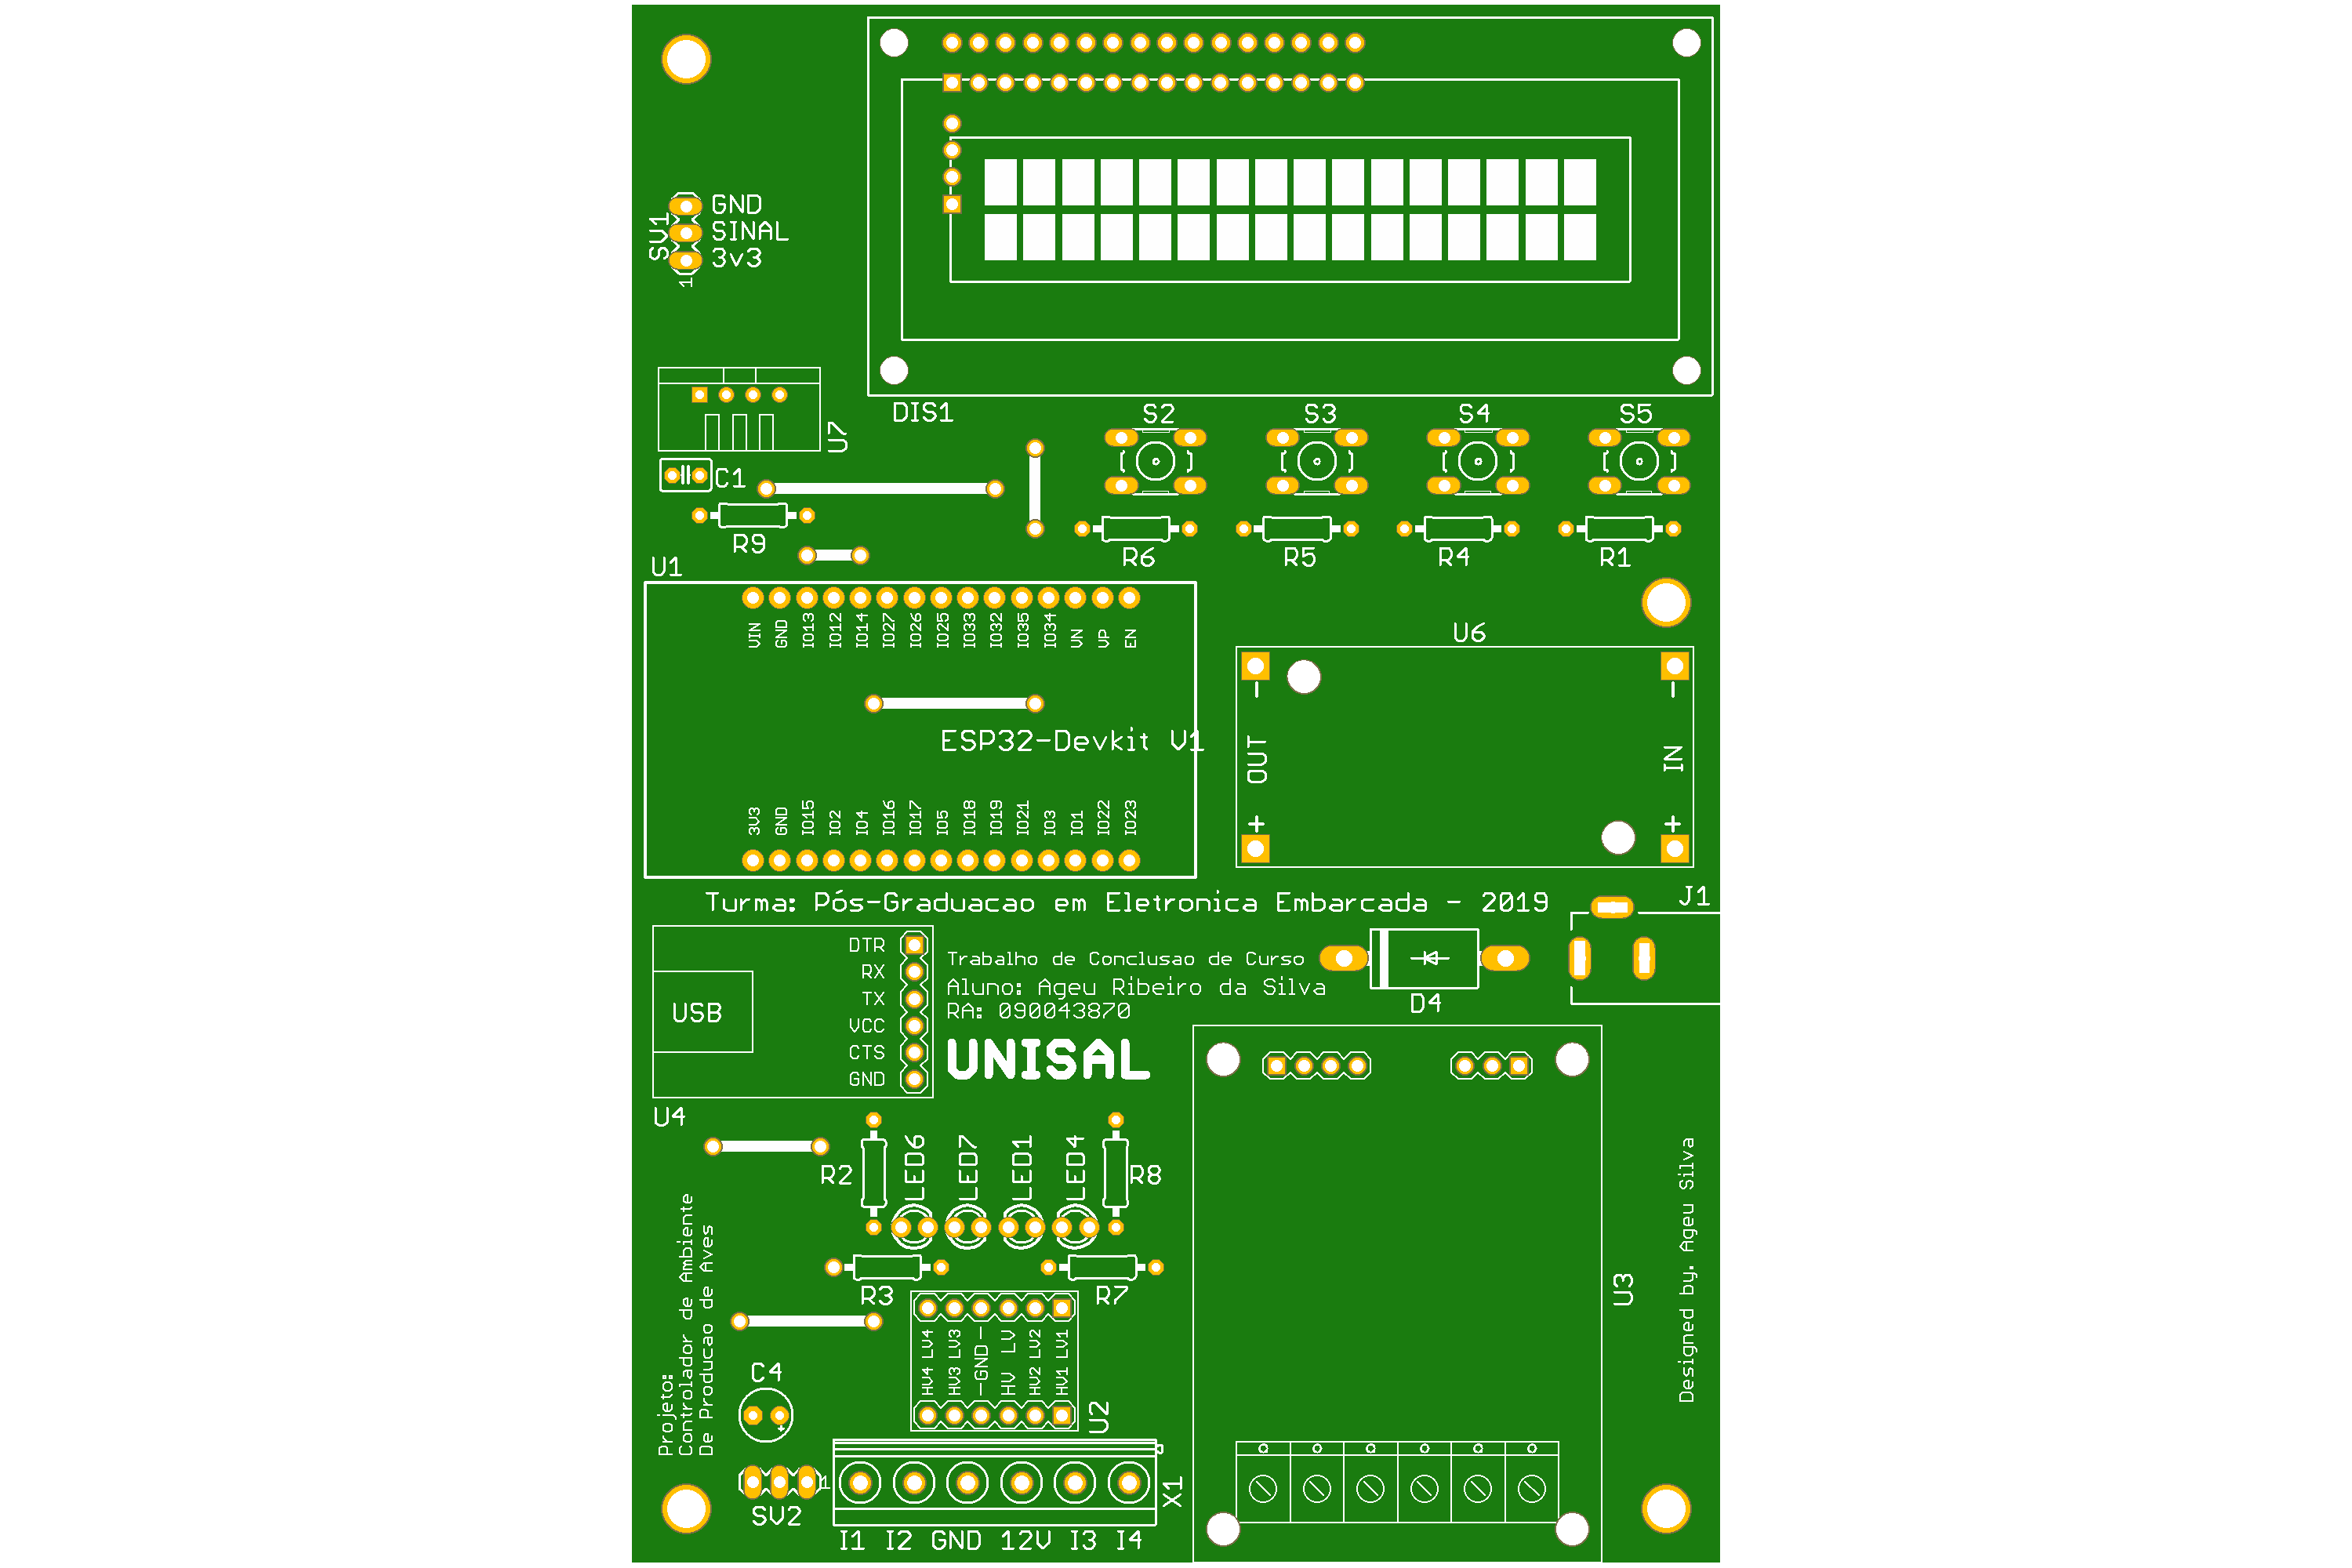 GND
SINAL
3v3
SV1
1
DIS1
S2
S3
S4
S5
U7
C1
R9
R6
R5
R4
R1
U1
VIN GND IO13 IO12 IO14 IO27 IO26 IO25 IO33 IO32 IO35 IO34 VN VP EN
ESP32-Devkit V1
3V3 GND IO15 IO2 IO4 IO16 IO17 IO5 IO18 IO19 IO21 IO3 IO1 IO22 IO23
U6
- -
OUT IN
+ +
J1
Turma: Pós-Graduacao em Eletronica Embarcada - 2019
DTR
RX
TX
VCC
CTS
GND
USB
U4
Trabalho de Conclusao de Curso
Aluno: Ageu Ribeiro da Silva
RA: 090043870
UNISAL
D4
R2
LED6
LED7
LED1
LED4
R8
R3
R7
HV4 LV4
HV3 LV3
-GND-
HV LV
HV2 LV2
HV1 LV1
U2
U3
Projeto:
Controlador de Ambiente
De Producao de Aves
Designed by. Ageu Silva
C4
+
1
SV2
X1
I1 I2 GND 12V I3 I4